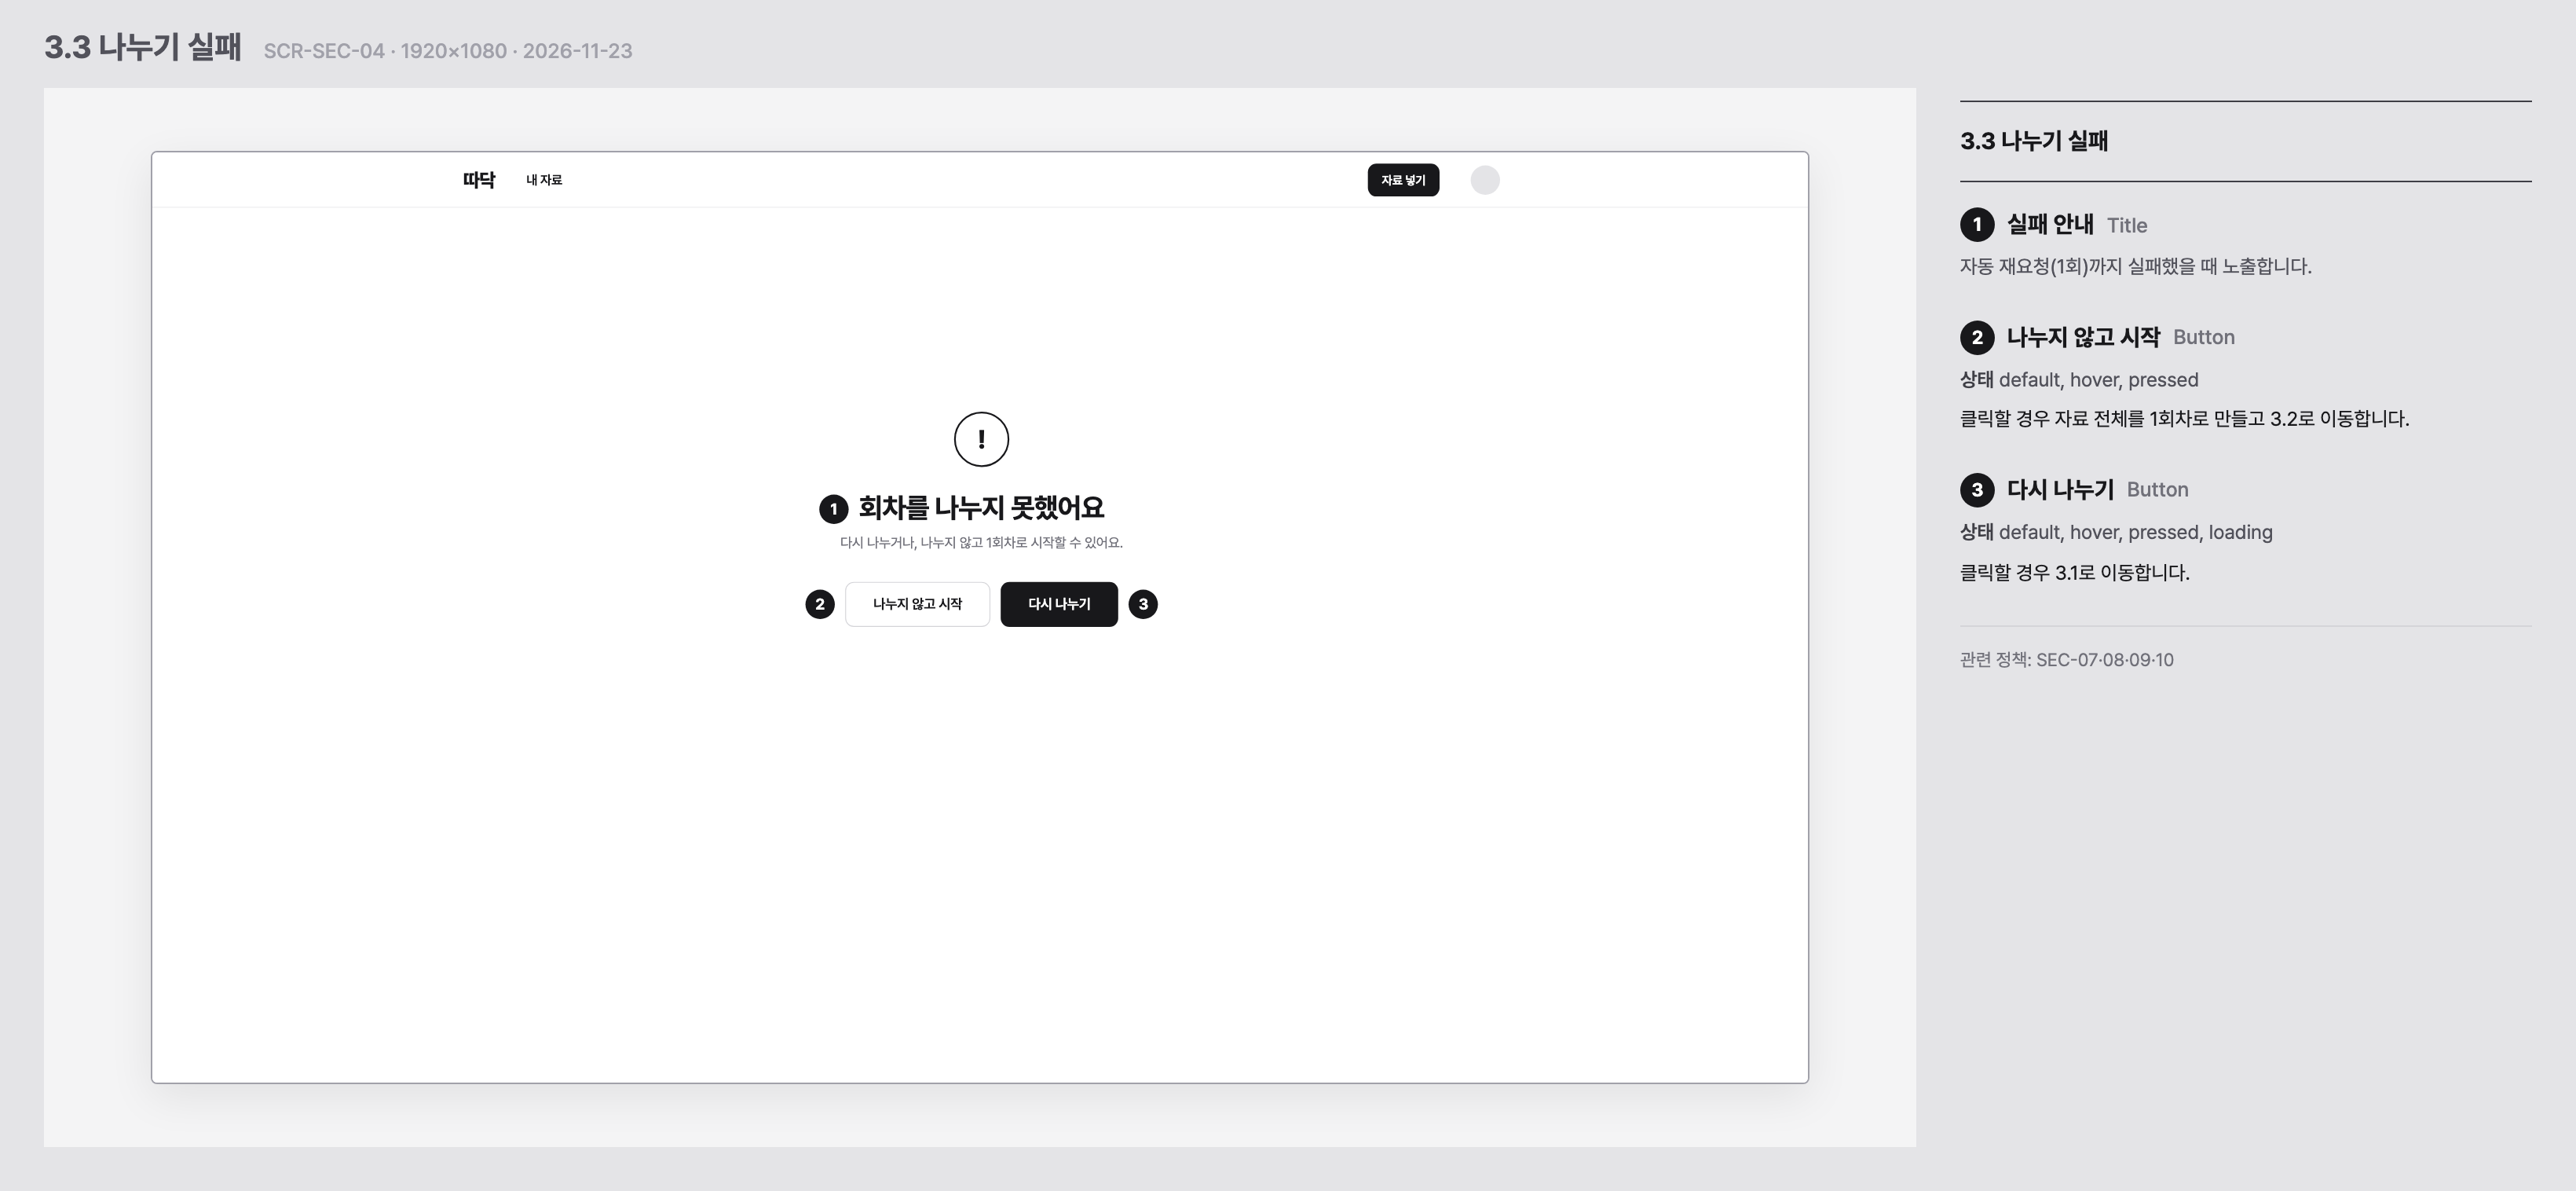 3.3 나누기 실패 SCR-SEC-04 · 1920×1080 · 2026-11-23
따닥 내 자료 자료 넣기
!
1 회차를 나누지 못했어요
다시 나누거나, 나누지 않고 1회차로 시작할 수 있어요.
2 나누지 않고 시작 다시 나누기 3
3.3 나누기 실패
1 실패 안내 Title
자동 재요청(1회)까지 실패했을 때 노출합니다.
2 나누지 않고 시작 Button
상태 default, hover, pressed
클릭할 경우 자료 전체를 1회차로 만들고 3.2로 이동합니다.
3 다시 나누기 Button
상태 default, hover, pressed, loading
클릭할 경우 3.1로 이동합니다.
관련 정책: SEC-07·08·09·10